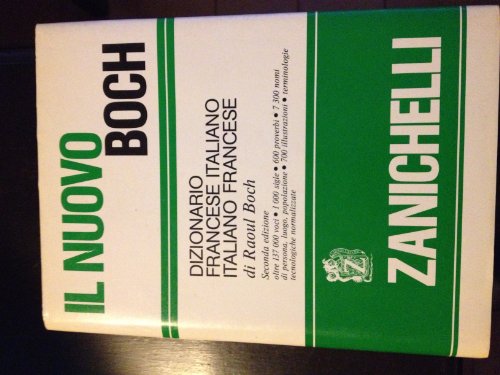 IL NUOVO
BOCH
DIZIONARIO
FRANCESE ITALIANO
ITALIANO FRANCESE
di Raoul Boch
Seconda edizione
oltre 137 000 voci • 1 000 sigle • 600 proverbi • 7 300 nomi
di persona, luogo, popolazione • 700 illustrazioni • terminologie
tecnologiche normalizzate
Z
ZANICHELLI